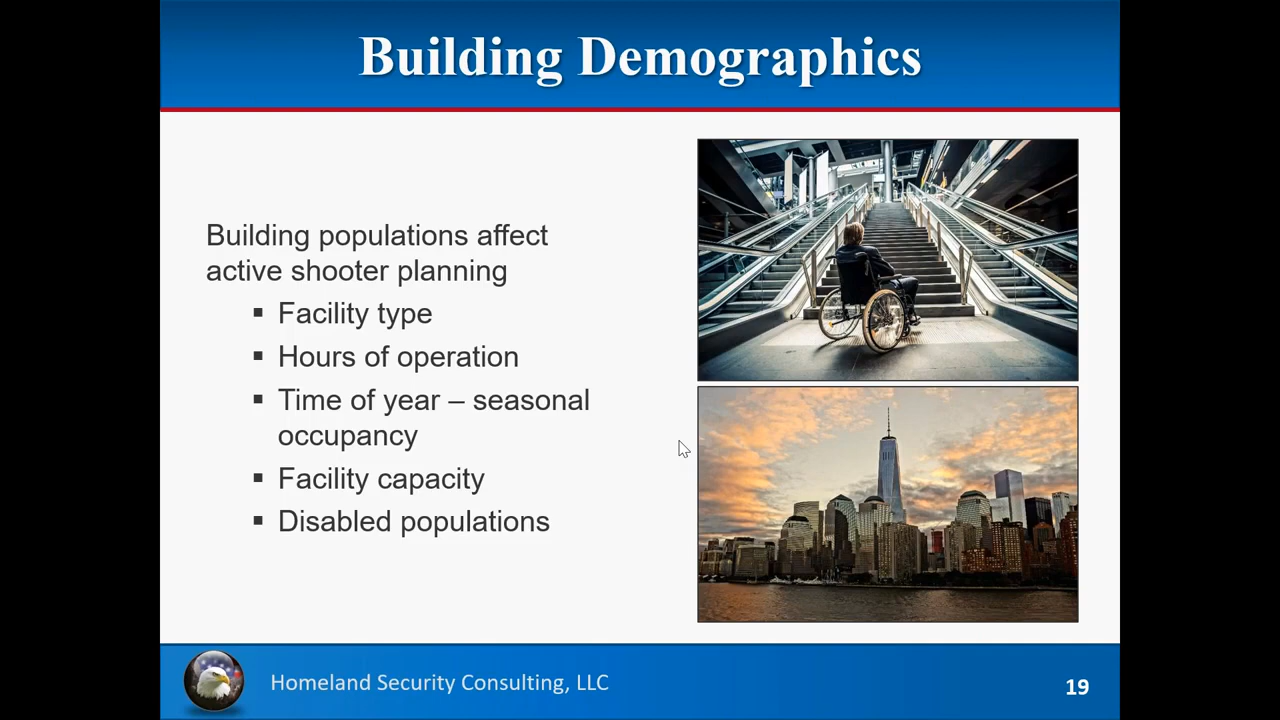 Building Demographics
Building populations affect
active shooter planning
▪ Facility type
▪ Hours of operation
▪ Time of year – seasonal
occupancy
▪ Facility capacity
▪ Disabled populations
Homeland Security Consulting, LLC
19